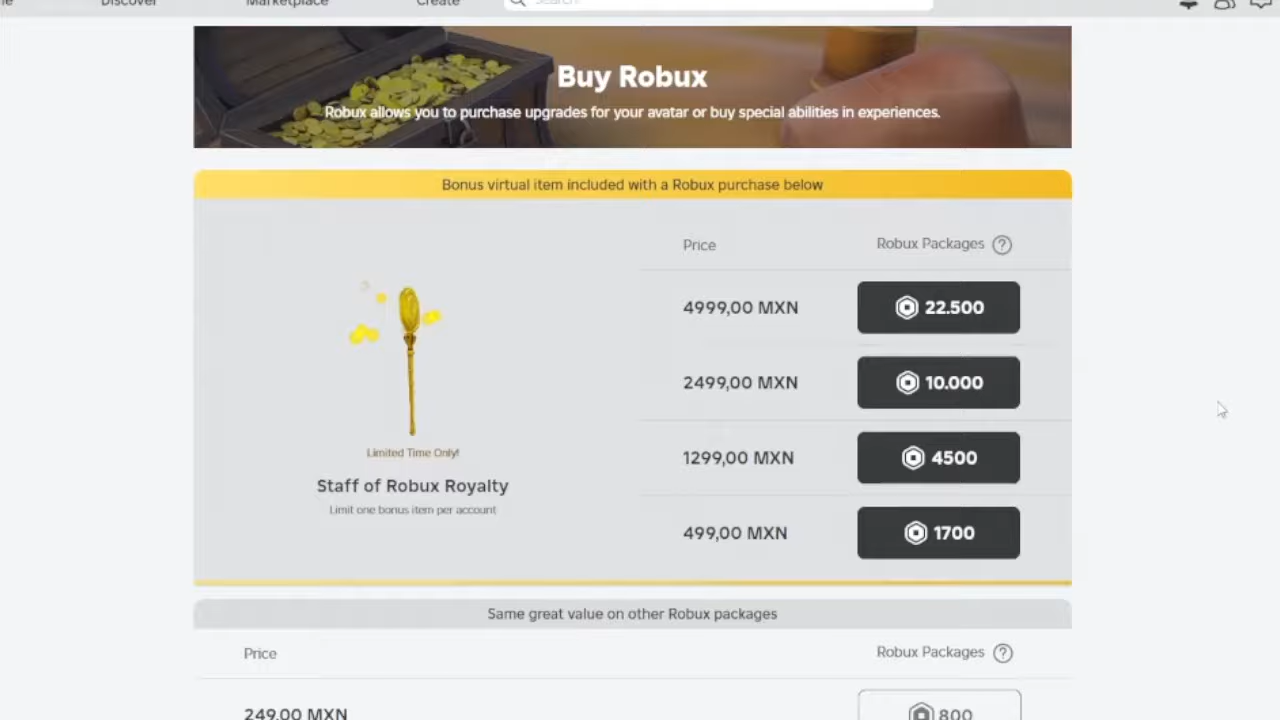 Discover
Marketplace
Create
Search
Buy Robux
Robux allows you to purchase upgrades for your avatar or buy special abilities in experiences.
Bonus virtual item included with a Robux purchase below
Price
Robux Packages ?
4999,00 MXN
22.500
2499,00 MXN
10.000
1299,00 MXN
4500
499,00 MXN
1700
Limited Time Only!
Staff of Robux Royalty
Limit one bonus item per account
Same great value on other Robux packages
Price
Robux Packages ?
249,00 MXN
800